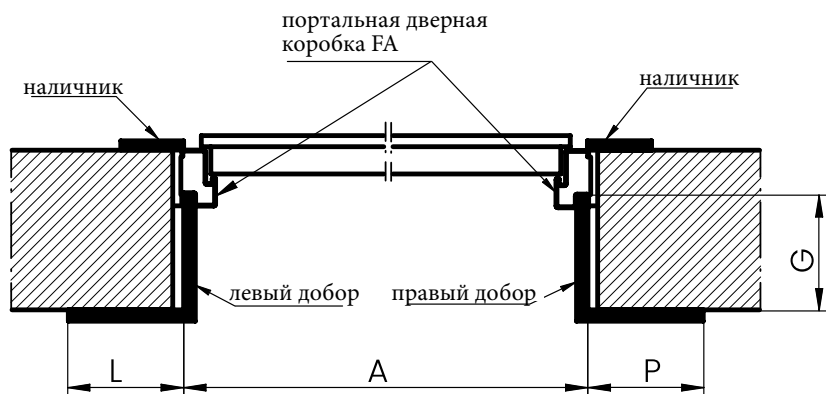 портальная дверная
коробка FA
наличник
наличник
левый добор
правый добор
G
L
A
P